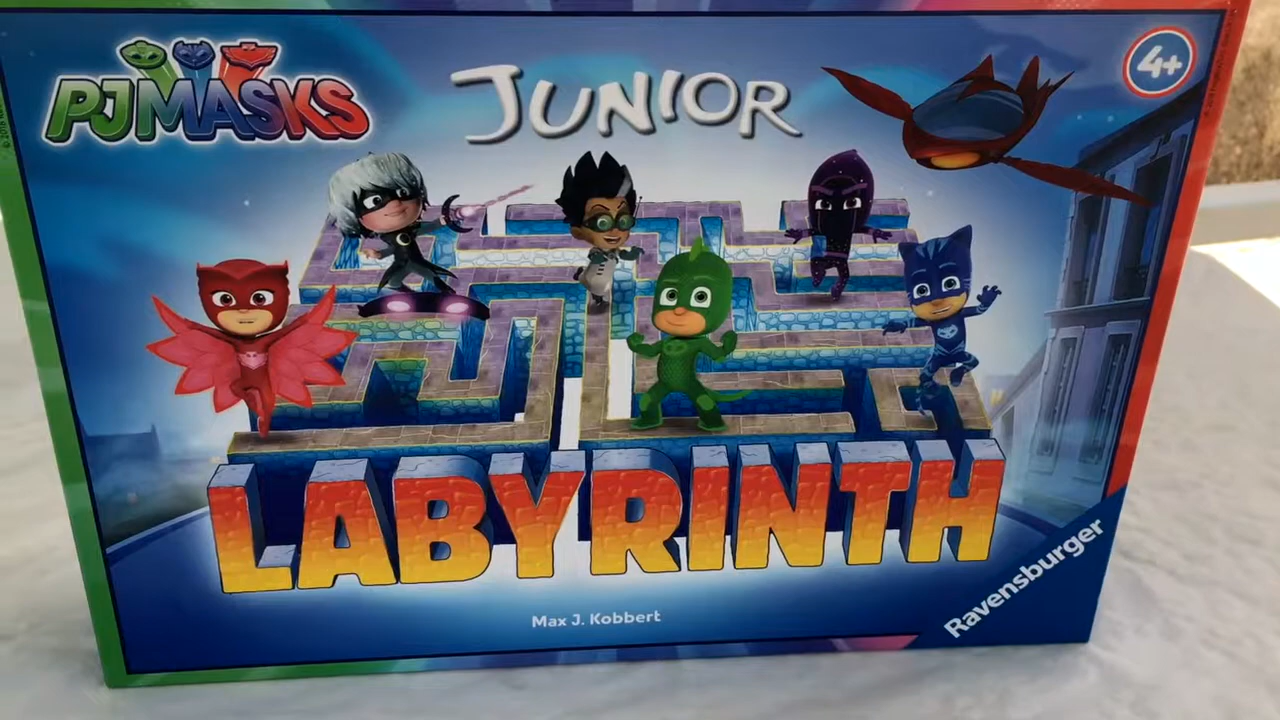 PJMASKS
JUNIOR
4+
LABYRINTH
Max J. Kobbert
Ravensburger